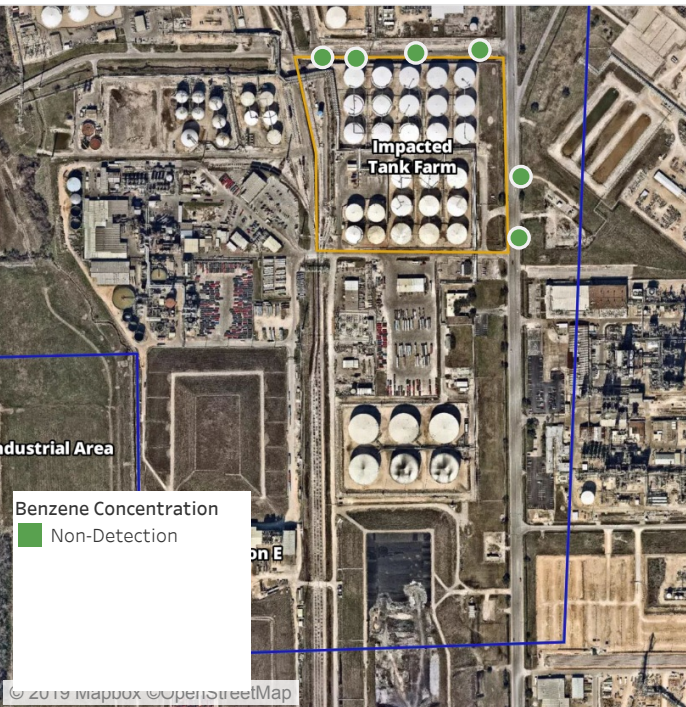 Impacted
Tank Farm
ndustrial Area
Benzene Concentration
Non-Detection
on E
© 2019 Mapbox ©OpenStreetMap